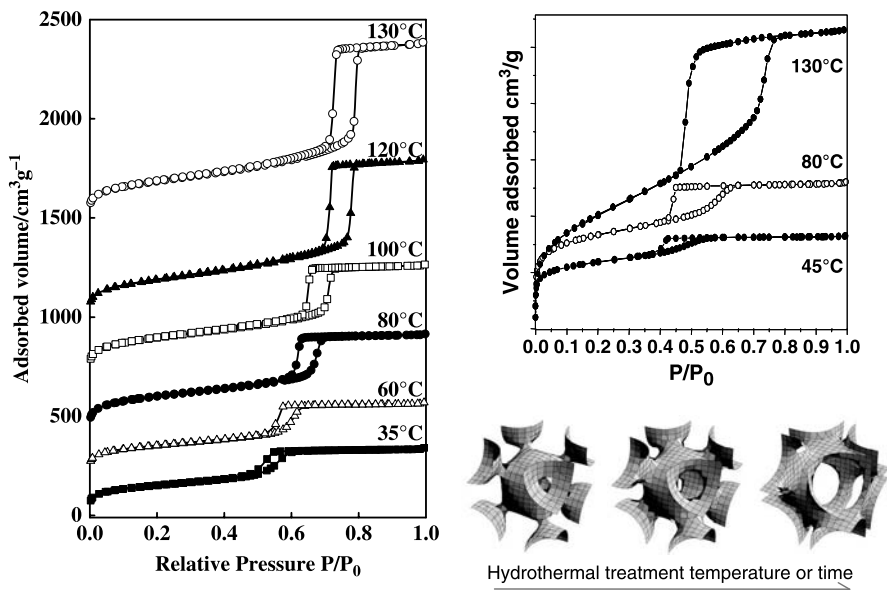 130°C
2500
120°C
2000
1500
100°C
1000
80°C
60°C
500
35°C
0
0.0 0.2 0.4 0.6 0.8 1.0
Adsorbed volume/cm³g⁻¹
Relative Pressure P/P₀
130°C
80°C
45°C
Volume adsorbed cm³/g
0.0 0.1 0.2 0.3 0.4 0.5 0.6 0.7 0.8 0.9 1.0
P/P₀
Hydrothermal treatment temperature or time